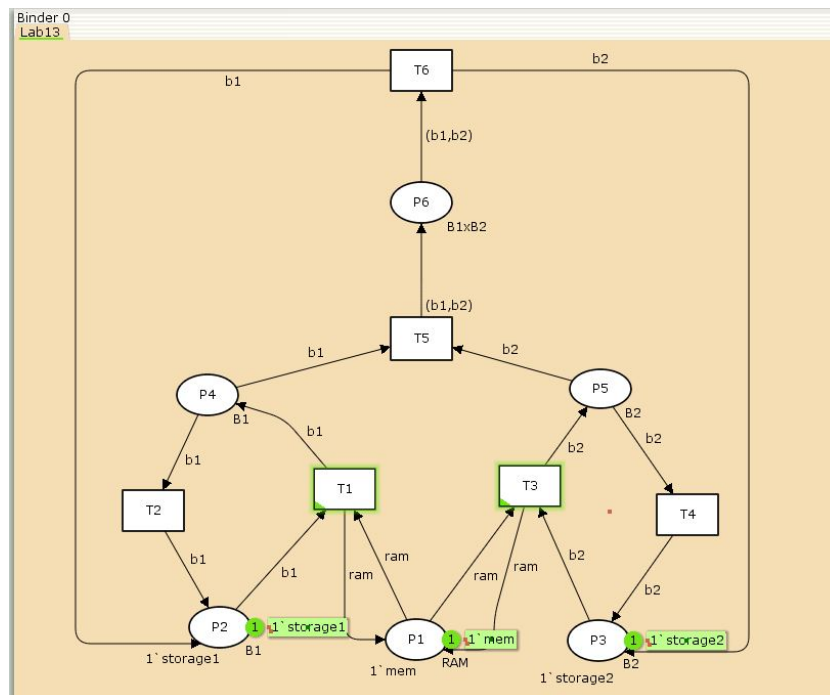 Binder 0
Lab13
T6
b1
b2
(b1,b2)
P6
B1xB2
(b1,b2)
T5
b1
b2
P4
B1
P5
B2
b1
b1
b2
b2
T1
T3
T2
T4
b1
b1
ram
ram
ram
ram
b2
b2
P2
1
1`storage1
B1
1`storage1
P1
1
1`mem
RAM
1`mem
P3
1
1`storage2
B2
1`storage2